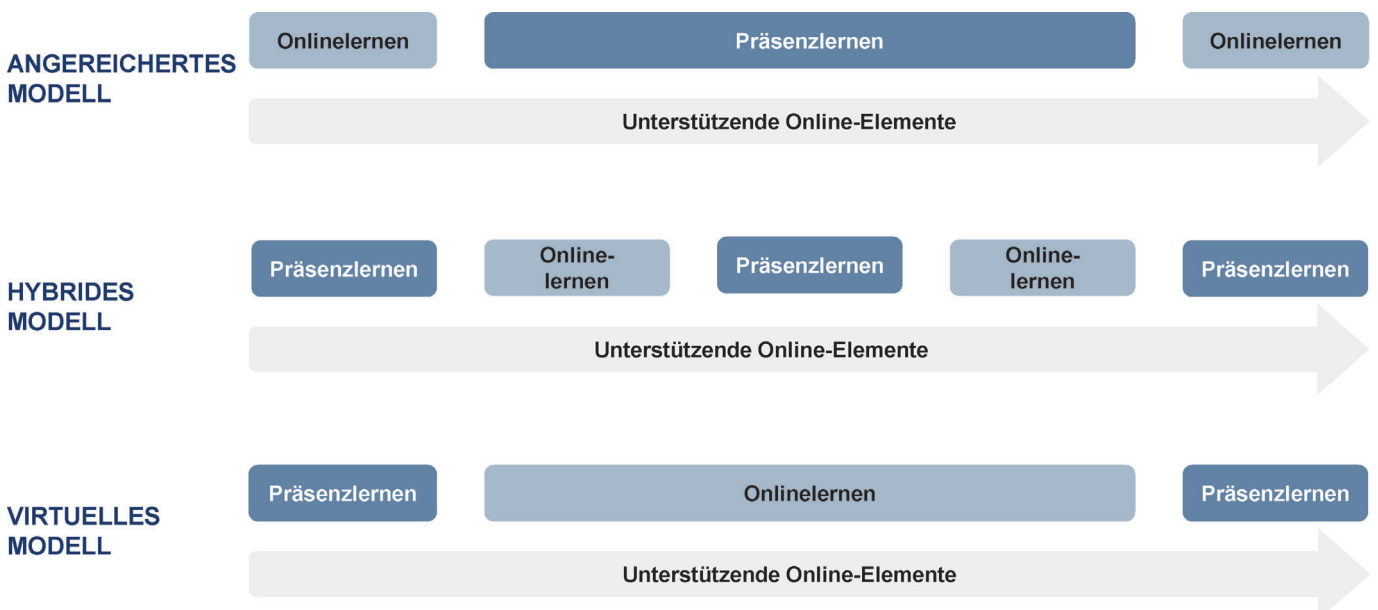 ANGEREICHERTES
MODELL
Onlinelernen
Präsenzlernen
Onlinelernen
Unterstützende Online-Elemente
HYBRIDES
MODELL
Präsenzlernen
Online-
lernen
Präsenzlernen
Online-
lernen
Präsenzlernen
Unterstützende Online-Elemente
VIRTUELLES
MODELL
Präsenzlernen
Onlinelernen
Präsenzlernen
Unterstützende Online-Elemente